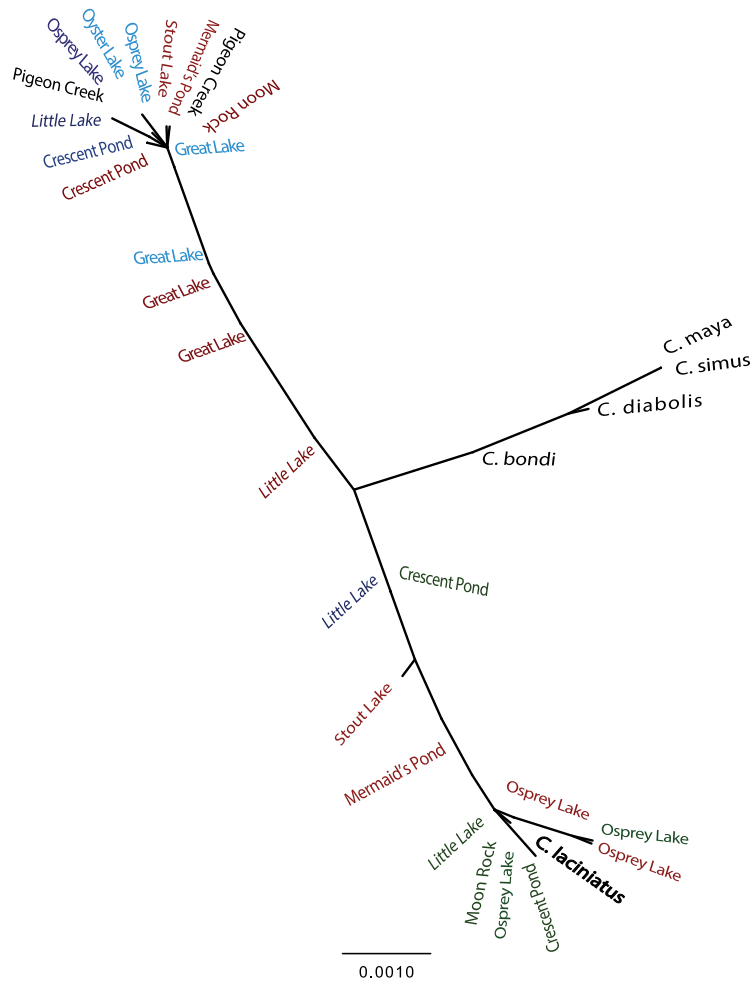 Osprey Lake
Oyster Lake
Osprey Lake
Stout Lake
Mermaid's Pond
Pigeon Creek
Moon Rock
Pigeon Creek
Little Lake
Crescent Pond
Crescent Pond
Great Lake
Great Lake
Great Lake
Great Lake
C. maya
C. simus
C. diabolis
C. bondi
Little Lake
Little Lake
Crescent Pond
Stout Lake
Mermaid's Pond
Osprey Lake
Osprey Lake
Osprey Lake
C. laciniatus
Little Lake
Moon Rock
Osprey Lake
Crescent Pond
0.0010